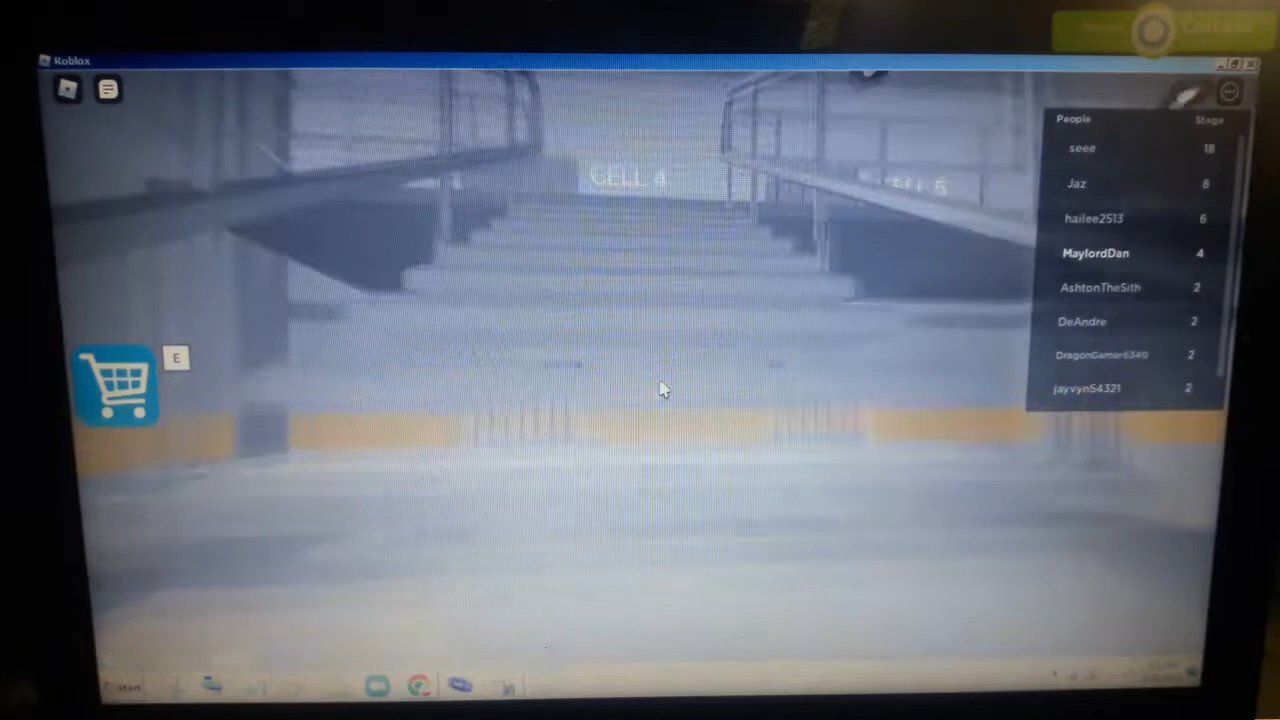 Roblox
People Stage
seee 18
Jaz 8
hailee2513 6
MaylordDan 4
AshtonTheSith 2
DeAndre 2
DragonGamer6340 2
jayvyn54321 2
CELL 4
CELL 5
E
Start